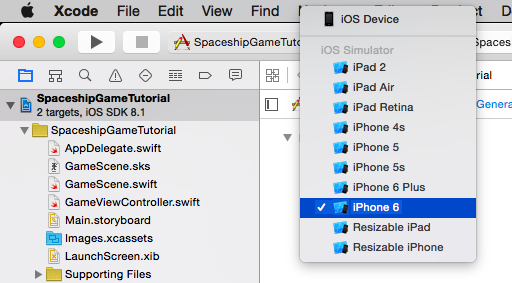 Xcode File Edit View Find
iOS Device
SpaceshipGameTuto
iOS Simulator
iPad 2
iPad Air
iPad Retina
iPhone 4s
iPhone 5
iPhone 5s
iPhone 6 Plus
iPhone 6
Resizable iPad
Resizable iPhone
SpaceshipGameTutorial
2 targets, iOS SDK 8.1
SpaceshipGameTutorial
AppDelegate.swift
GameScene.sks
GameScene.swift
GameViewController.swift
Main.storyboard
Images.xcassets
LaunchScreen.xib
Supporting Files
Spaces
orial
Genera